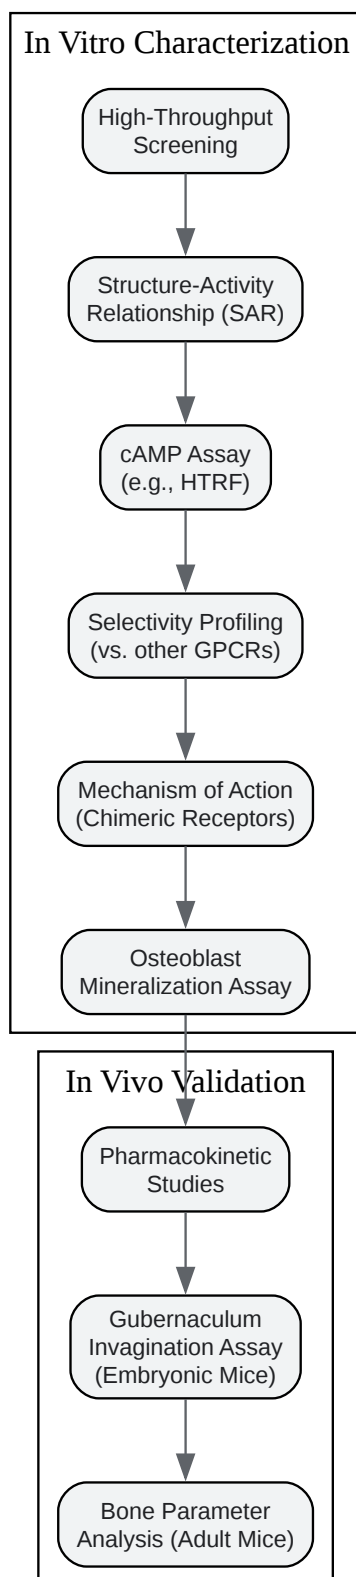 In Vitro Characterization
High-Throughput
Screening
Structure-Activity
Relationship (SAR)
cAMP Assay
(e.g., HTRF)
Selectivity Profiling
(vs. other GPCRs)
Mechanism of Action
(Chimeric Receptors)
Osteoblast
Mineralization Assay
In Vivo Validation
Pharmacokinetic
Studies
Gubernaculum
Invagination Assay
(Embryonic Mice)
Bone Parameter
Analysis (Adult Mice)